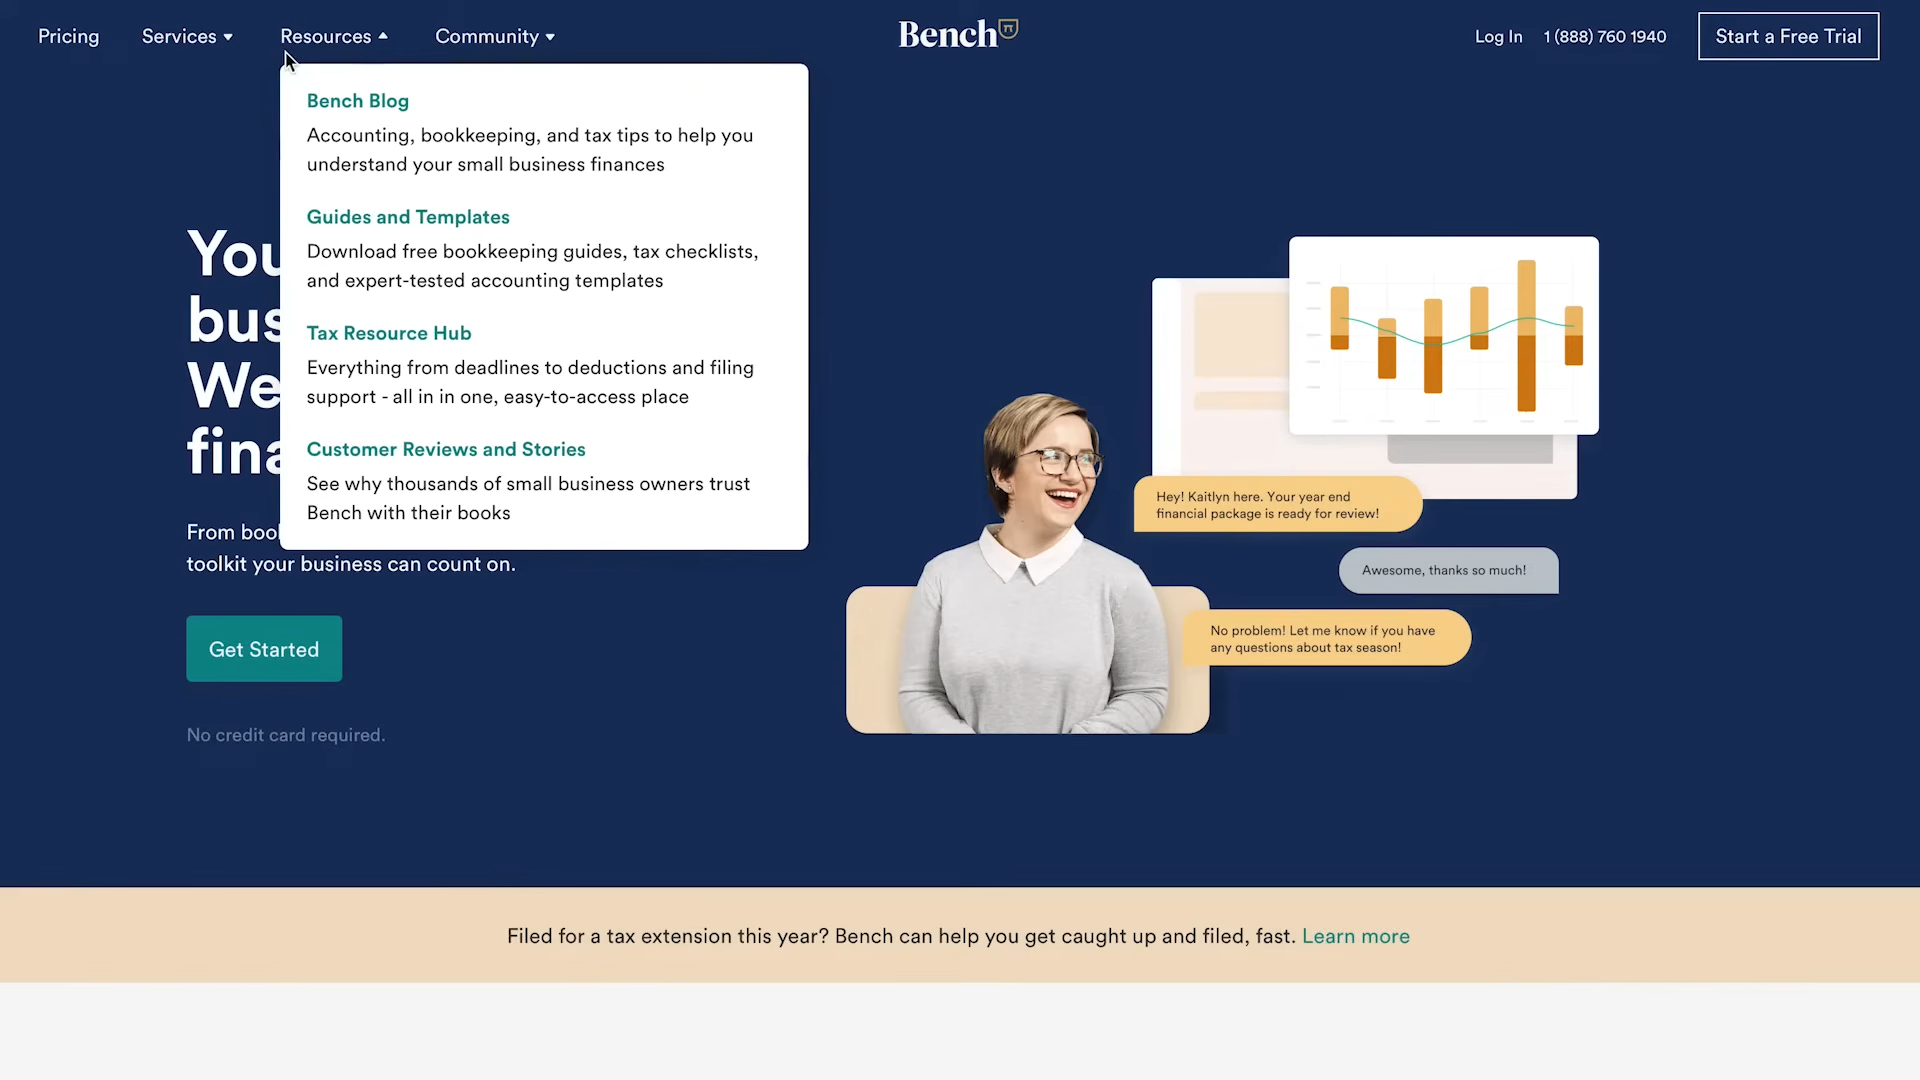 Pricing
Services
Resources
Community
Bench
Log In
1 (888) 760 1940
Start a Free Trial
Bench Blog
Accounting, bookkeeping, and tax tips to help you
understand your small business finances
Guides and Templates
Download free bookkeeping guides, tax checklists,
and expert-tested accounting templates
Tax Resource Hub
Everything from deadlines to deductions and filing
support - all in in one, easy-to-access place
Customer Reviews and Stories
See why thousands of small business owners trust
Bench with their books
We
From
toolkit your business can count on.
Get Started
No credit card required.
Hey! Kaitlyn here. Your year end
financial package is ready for review!
Awesome, thanks so much!
No problem! Let me know if you have
any questions about tax season!
Filed for a tax extension this year? Bench can help you get caught up and filed, fast. Learn more